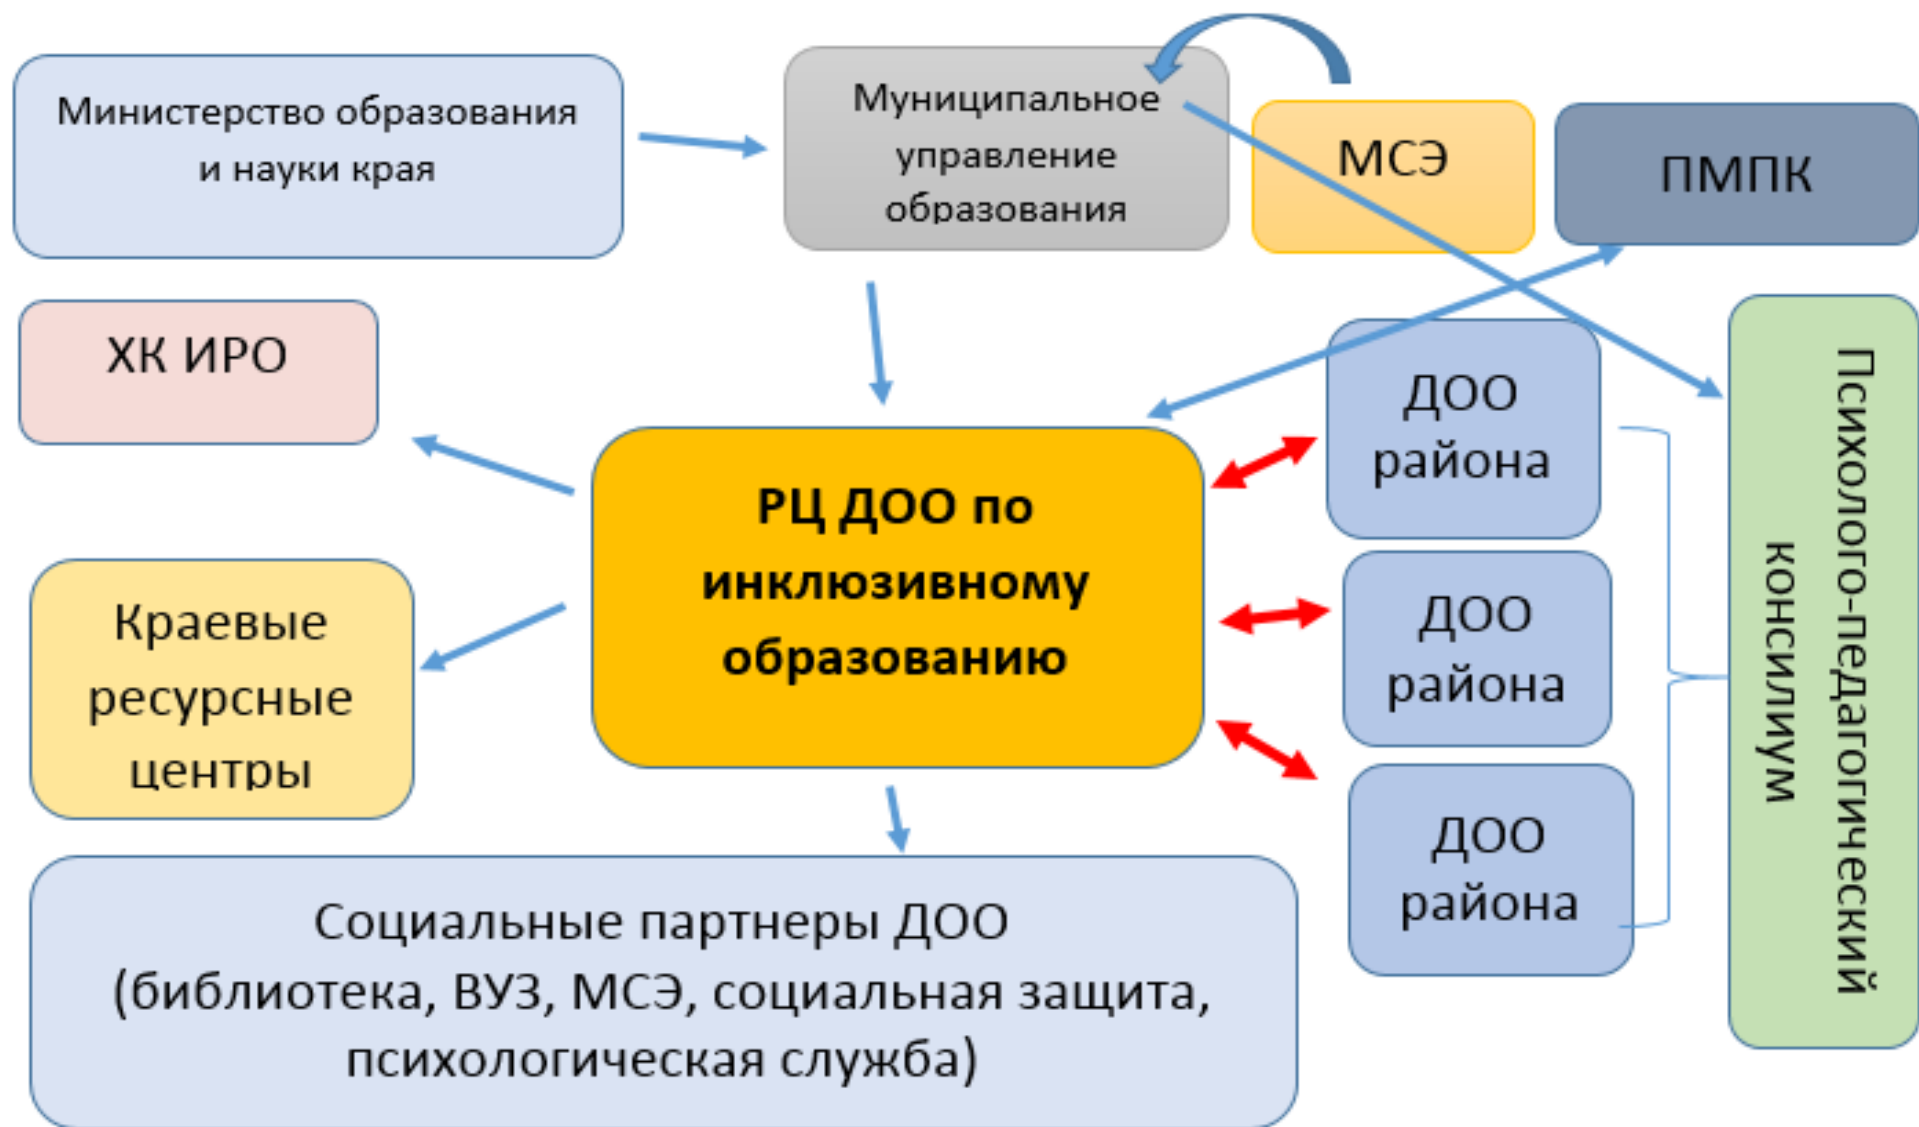 Министерство образования
и науки края
Муниципальное
управление
образования
МСЭ
ПМПК
ХК ИРО
РЦ ДОО по
инклюзивному
образованию
ДОО
района
ДОО
района
ДОО
района
Психолого-педагогический
консилиум
Краевые
ресурсные
центры
Социальные партнеры ДОО
(библиотека, ВУЗ, МСЭ, социальная защита,
психологическая служба)